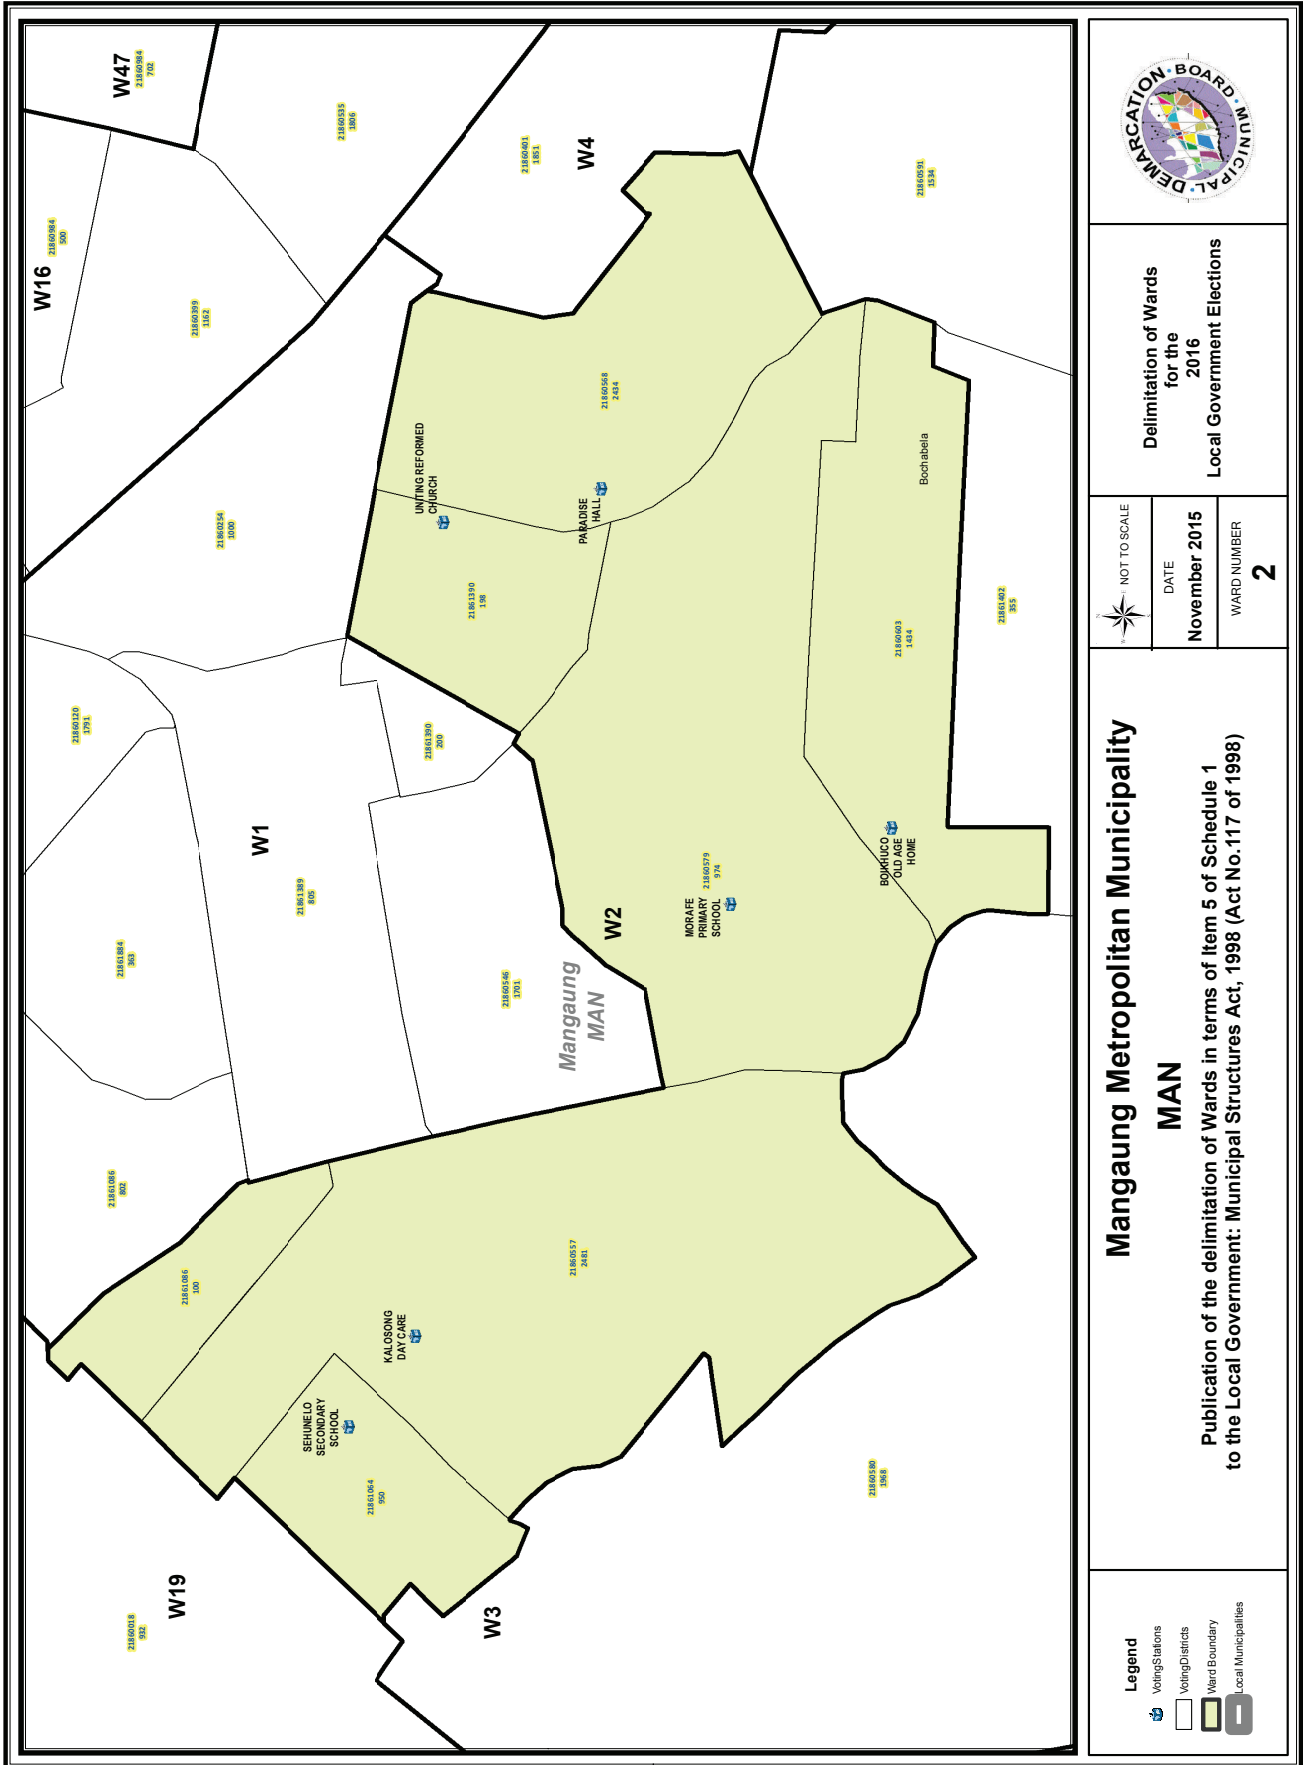 W47
21860984
702
W16
21860984
500
21860535
1806
21860399
1162
21860401
1851
W4
21860591
1534
21860254
1000
UNITING REFORMED
CHURCH
21860568
2434
PARADISE
HALL
21861390
198
Bochabela
21860603
1434
21861402
355
21860120
1791
21861390
200
W1
21861389
805
21861884
363
21860546
1701
Mangaung
MAN
W2
MORAFE
PRIMARY
SCHOOL
21860579
974
BOIKHUCO
OLD AGE
HOME
21861086
802
21861086
100
21860557
2481
KALOSONG
DAY CARE
SEHUNELO
SECONDARY
SCHOOL
21861064
950
21860580
1968
W19
21860018
932
W3
Legend
VotingStations
VotingDistricts
Ward Boundary
Local Municipalities
Mangaung Metropolitan Municipality
MAN
Publication of the delimitation of Wards in terms of Item 5 of Schedule 1
to the Local Government: Municipal Structures Act, 1998 (Act No.117 of 1998)
N
W
E
S
NOT TO SCALE
DATE
November 2015
WARD NUMBER
2
Delimitation of Wards
for the
2016
Local Government Elections
MUNICIPAL • DEMARCATION • BOARD •